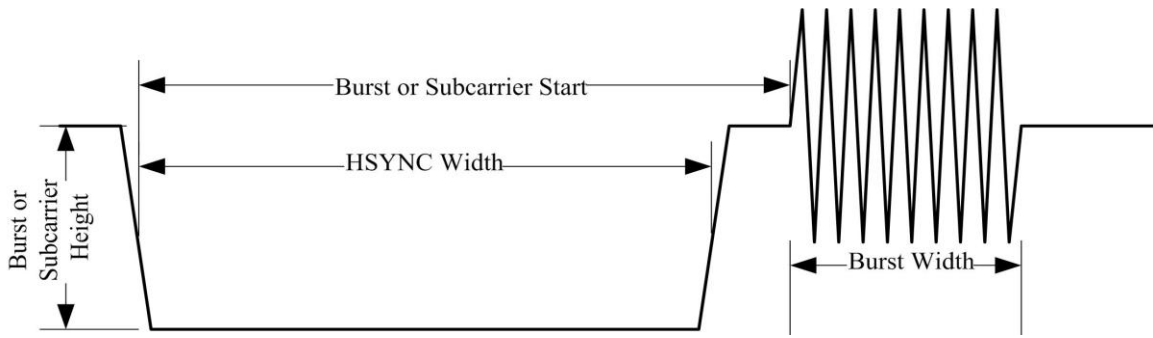 Burst or Subcarrier Start
HSYNC Width
Burst or
Subcarrier
Height
Burst Width